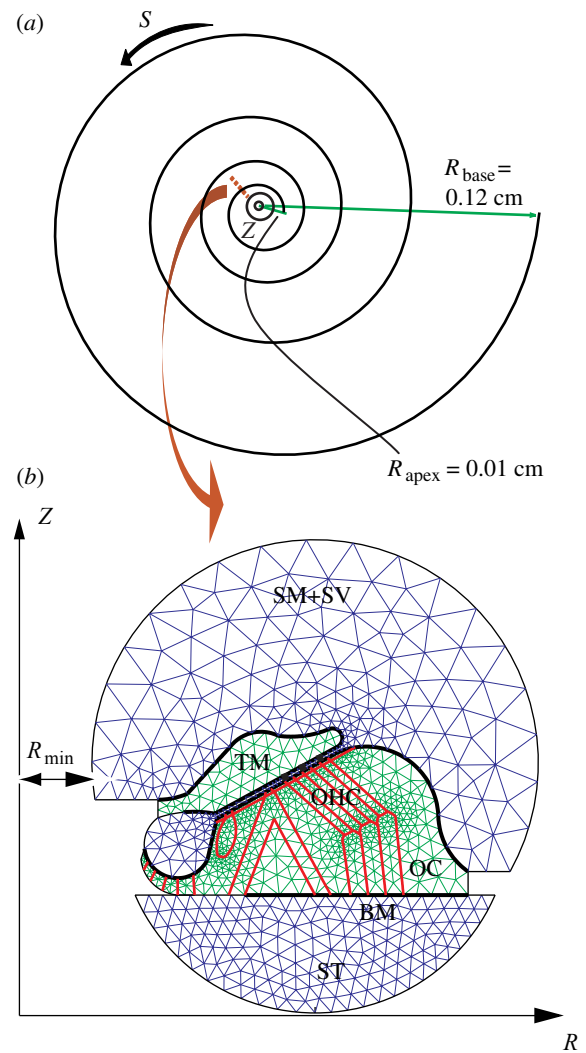 (a)
S
R_base =
0.12 cm
Z
R_apex = 0.01 cm
(b)
Z
SM+SV
R_min
TM
OHC
OC
BM
ST
R